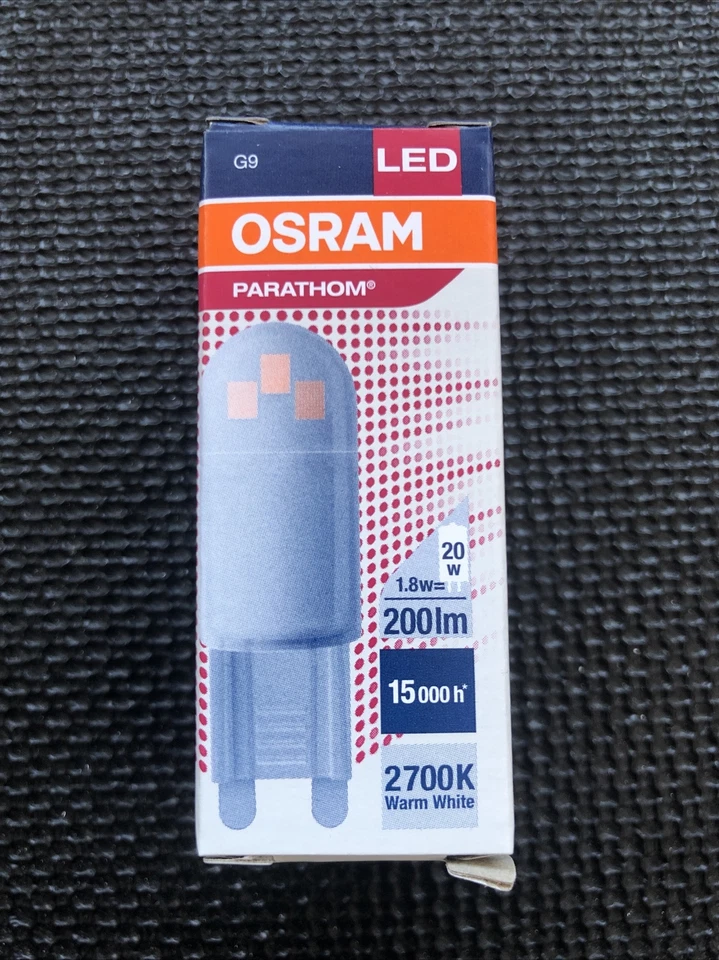 G9
LED
OSRAM
PARATHOM®
20
W
1.8w=
200lm
15 000 h*
2700K
Warm White